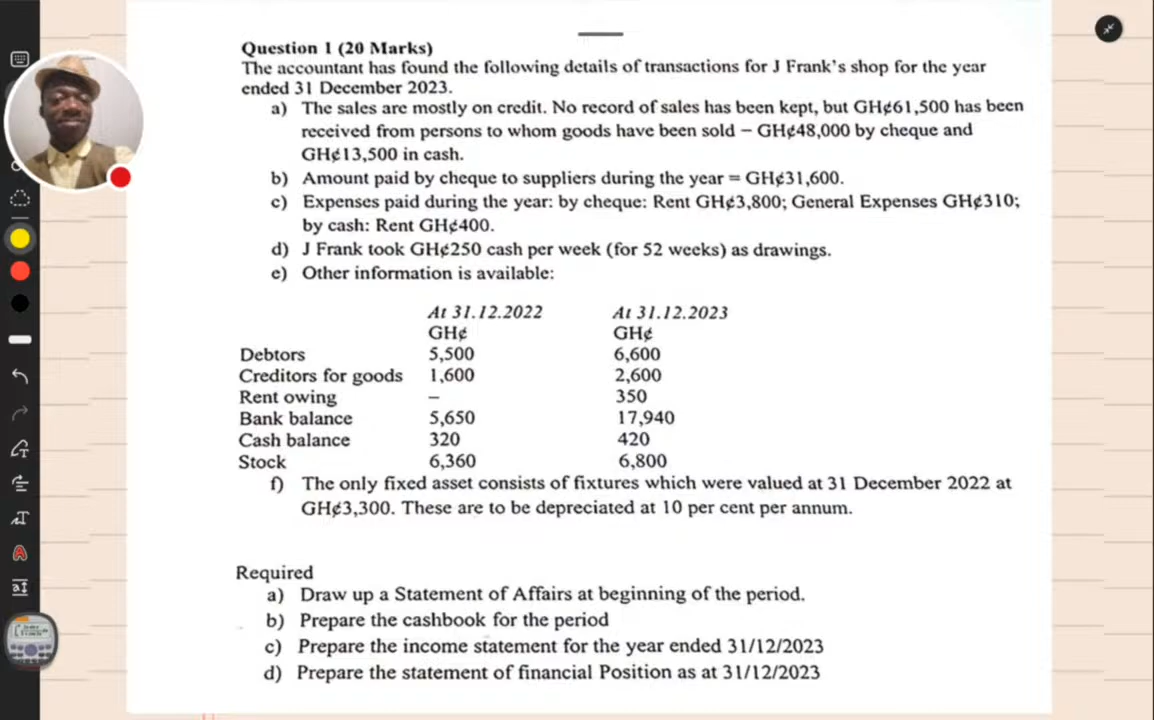 Question 1 (20 Marks)
The accountant has found the following details of transactions for J Frank's shop for the year
ended 31 December 2023.
a) The sales are mostly on credit. No record of sales has been kept, but GH¢61,500 has been
received from persons to whom goods have been sold – GH¢48,000 by cheque and
GH¢13,500 in cash.
b) Amount paid by cheque to suppliers during the year = GH¢31,600.
c) Expenses paid during the year: by cheque: Rent GH¢3,800; General Expenses GH¢310;
by cash: Rent GH¢400.
d) J Frank took GH¢250 cash per week (for 52 weeks) as drawings.
e) Other information is available:
At 31.12.2022 At 31.12.2023
GH¢ GH¢
Debtors 5,500 6,600
Creditors for goods 1,600 2,600
Rent owing – 350
Bank balance 5,650 17,940
Cash balance 320 420
Stock 6,360 6,800
f) The only fixed asset consists of fixtures which were valued at 31 December 2022 at
GH¢3,300. These are to be depreciated at 10 per cent per annum.
Required
a) Draw up a Statement of Affairs at beginning of the period.
b) Prepare the cashbook for the period
c) Prepare the income statement for the year ended 31/12/2023
d) Prepare the statement of financial Position as at 31/12/2023